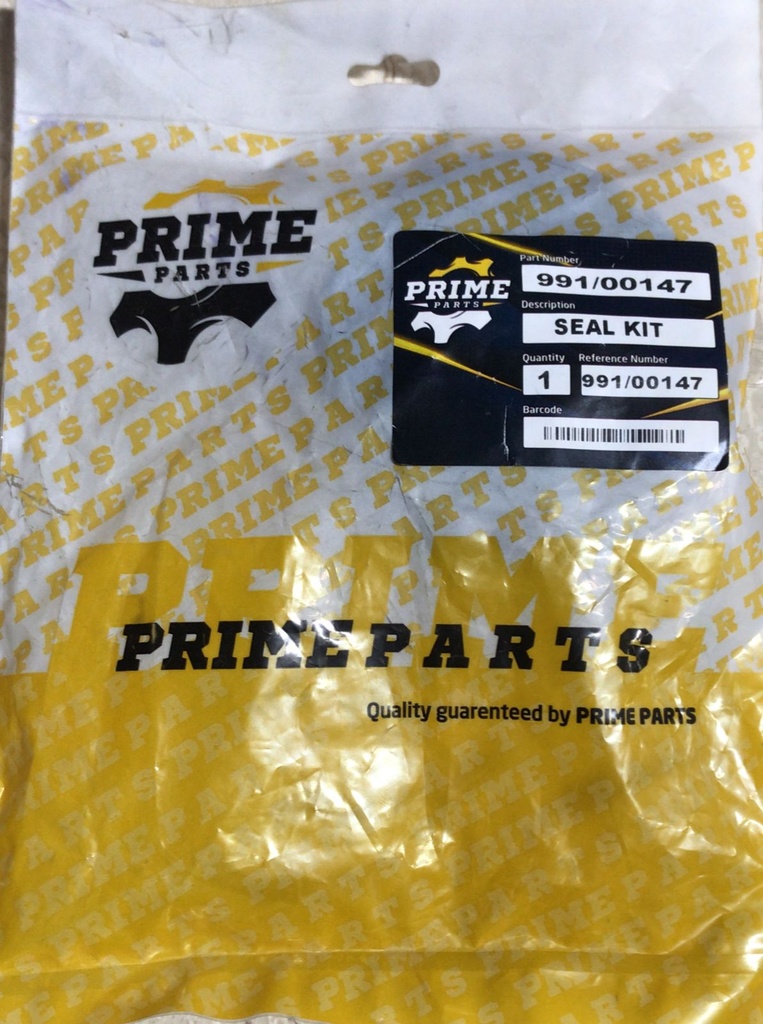 PRIME
PARTS
PRIME
PARTS
Part Number
991/00147
Description
SEAL KIT
Quantity
Reference Number
1
991/00147
Barcode
PRIME
PRIMEPARTS
Quality guarenteed by PRIME PARTS